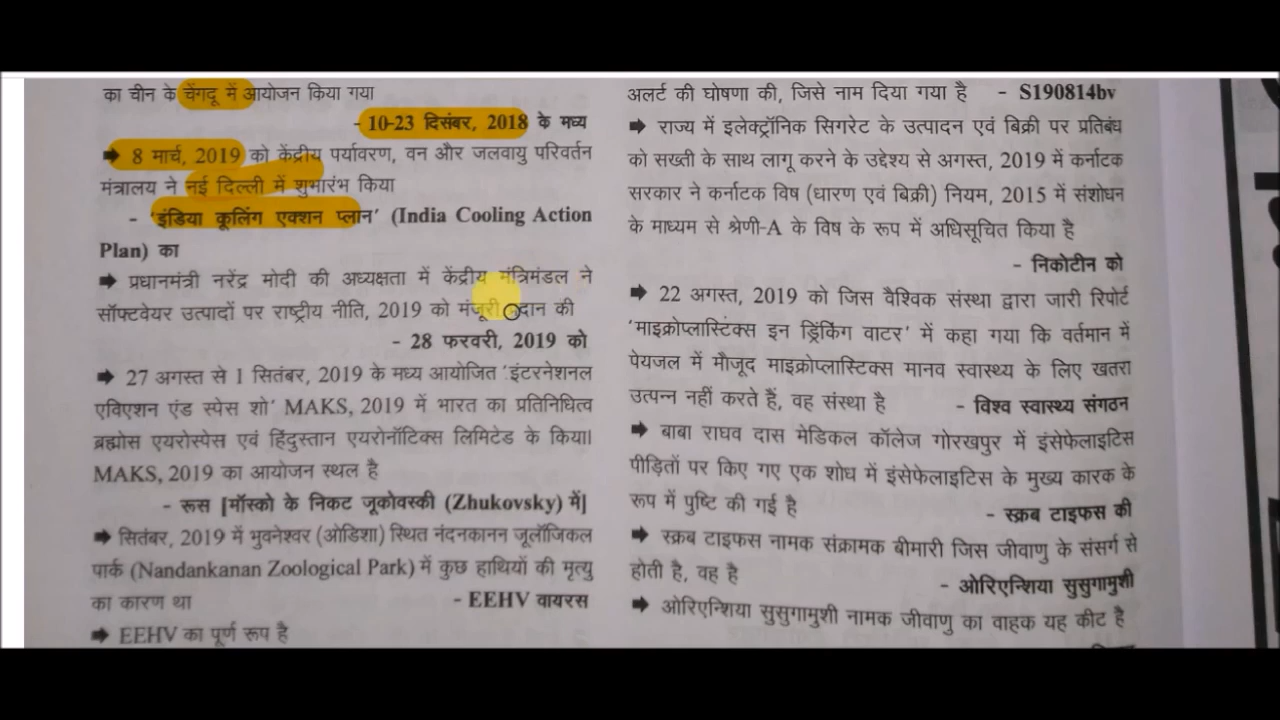 का चीन के चेंगदू में आयोजन किया गया
- 10-23 दिसंबर, 2018 के मध्य
➡ 8 मार्च, 2019 को केंद्रीय पर्यावरण, वन और जलवायु परिवर्तन
मंत्रालय ने नई दिल्ली में शुभारंभ किया
- 'इंडिया कूलिंग एक्शन प्लान' (India Cooling Action
Plan) का
➡ प्रधानमंत्री नरेंद्र मोदी की अध्यक्षता में केंद्रीय मंत्रिमंडल ने
सॉफ्टवेयर उत्पादों पर राष्ट्रीय नीति, 2019 को मंजूरी प्रदान की
- 28 फरवरी, 2019 को
➡ 27 अगस्त से 1 सितंबर, 2019 के मध्य आयोजित 'इंटरनेशनल
एविएशन एंड स्पेस शो' MAKS, 2019 में भारत का प्रतिनिधित्व
ब्रह्मोस एयरोस्पेस एवं हिंदुस्तान एयरोनॉटिक्स लिमिटेड के किया।
MAKS, 2019 का आयोजन स्थल है
- रूस [मॉस्को के निकट जूकोवस्की (Zhukovsky) में]
➡ सितंबर, 2019 में भुवनेश्वर (ओडिशा) स्थित नंदनकानन जूलॉजिकल
पार्क (Nandankanan Zoological Park) में कुछ हाथियों की मृत्यु
का कारण था - EEHV वायरस
➡ EEHV का पूर्ण रूप है
अलर्ट की घोषणा की, जिसे नाम दिया गया है - S190814bv
➡ राज्य में इलेक्ट्रॉनिक सिगरेट के उत्पादन एवं बिक्री पर प्रतिबंध
को सख्ती के साथ लागू करने के उद्देश्य से अगस्त, 2019 में कर्नाटक
सरकार ने कर्नाटक विष (धारण एवं बिक्री) नियम, 2015 में संशोधन
के माध्यम से श्रेणी-A के विष के रूप में अधिसूचित किया है
- निकोटीन को
➡ 22 अगस्त, 2019 को जिस वैश्विक संस्था द्वारा जारी रिपोर्ट
'माइक्रोप्लास्टिक्स इन ड्रिंकिंग वाटर' में कहा गया कि वर्तमान में
पेयजल में मौजूद माइक्रोप्लास्टिक्स मानव स्वास्थ्य के लिए खतरा
उत्पन्न नहीं करते हैं, वह संस्था है - विश्व स्वास्थ्य संगठन
➡ बाबा राघव दास मेडिकल कॉलेज गोरखपुर में इंसेफेलाइटिस
पीड़ितों पर किए गए एक शोध में इंसेफेलाइटिस के मुख्य कारक के
रूप में पुष्टि की गई है - स्क्रब टाइफस की
➡ स्क्रब टाइफस नामक संक्रामक बीमारी जिस जीवाणु के संसर्ग से
होती है, वह है - ओरिएन्शिया सुसुगामुशी
➡ ओरिएन्शिया सुसुगामुशी नामक जीवाणु का वाहक यह कीट है